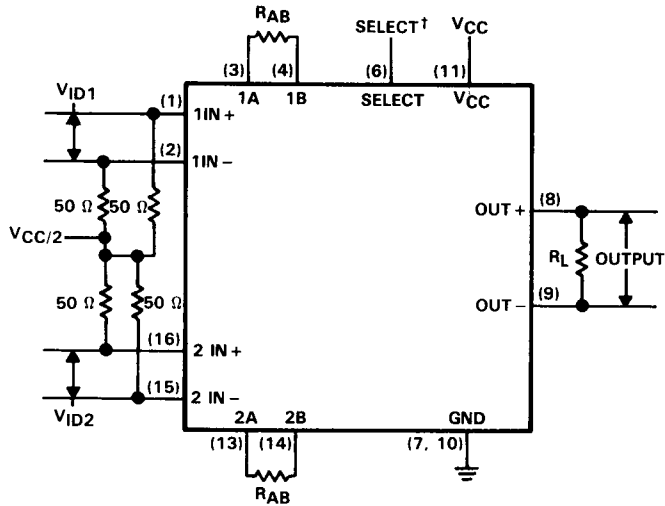 RAB
SELECT† VCC
(3) (4) (6) (11)
1A 1B SELECT VCC
VID1
(1) 1IN+
(2) 1IN−
50 Ω 50 Ω
VCC/2
OUT+ (8)
RL OUTPUT
OUT− (9)
50 Ω 50 Ω
(16) 2 IN+
(15) 2 IN−
VID2
2A 2B GND
(13) (14) (7, 10)
RAB